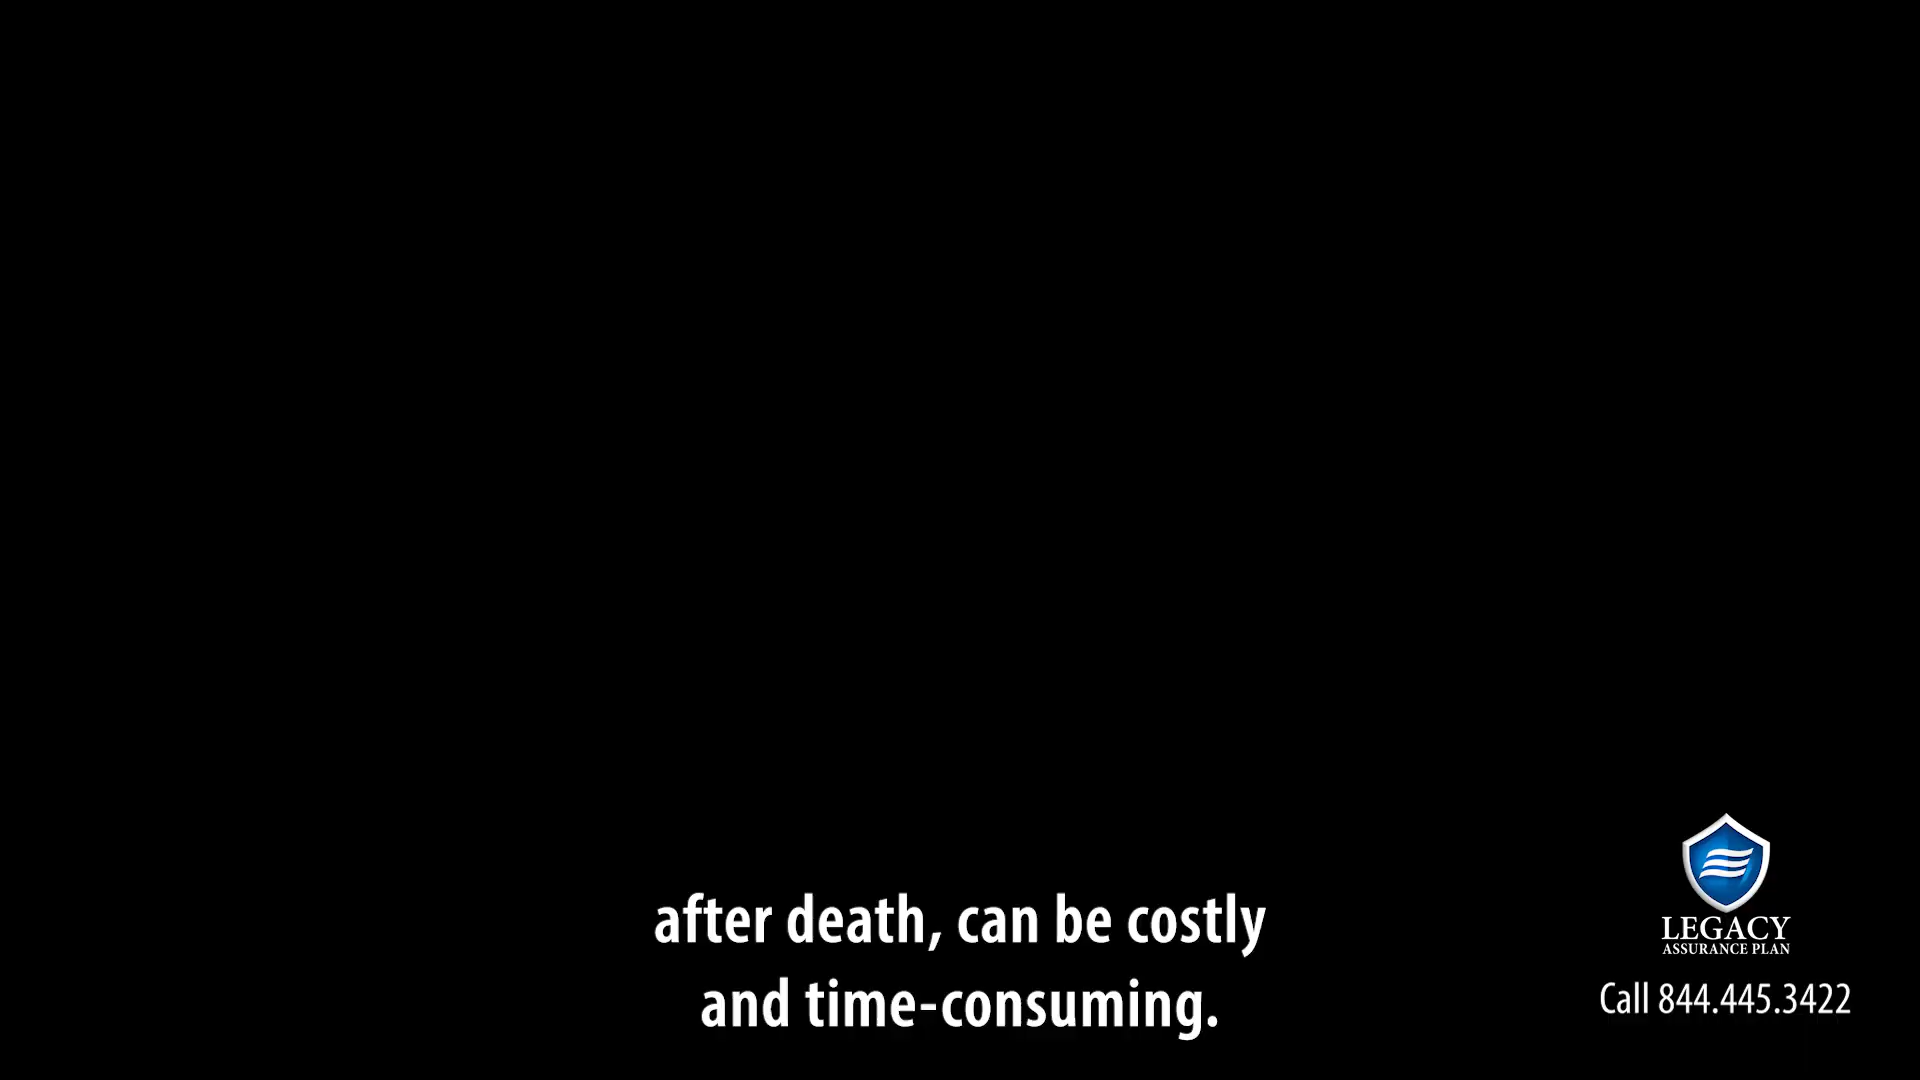 after death, can be costly
and time-consuming.
LEGACY
ASSURANCE PLAN
Call 844.445.3422